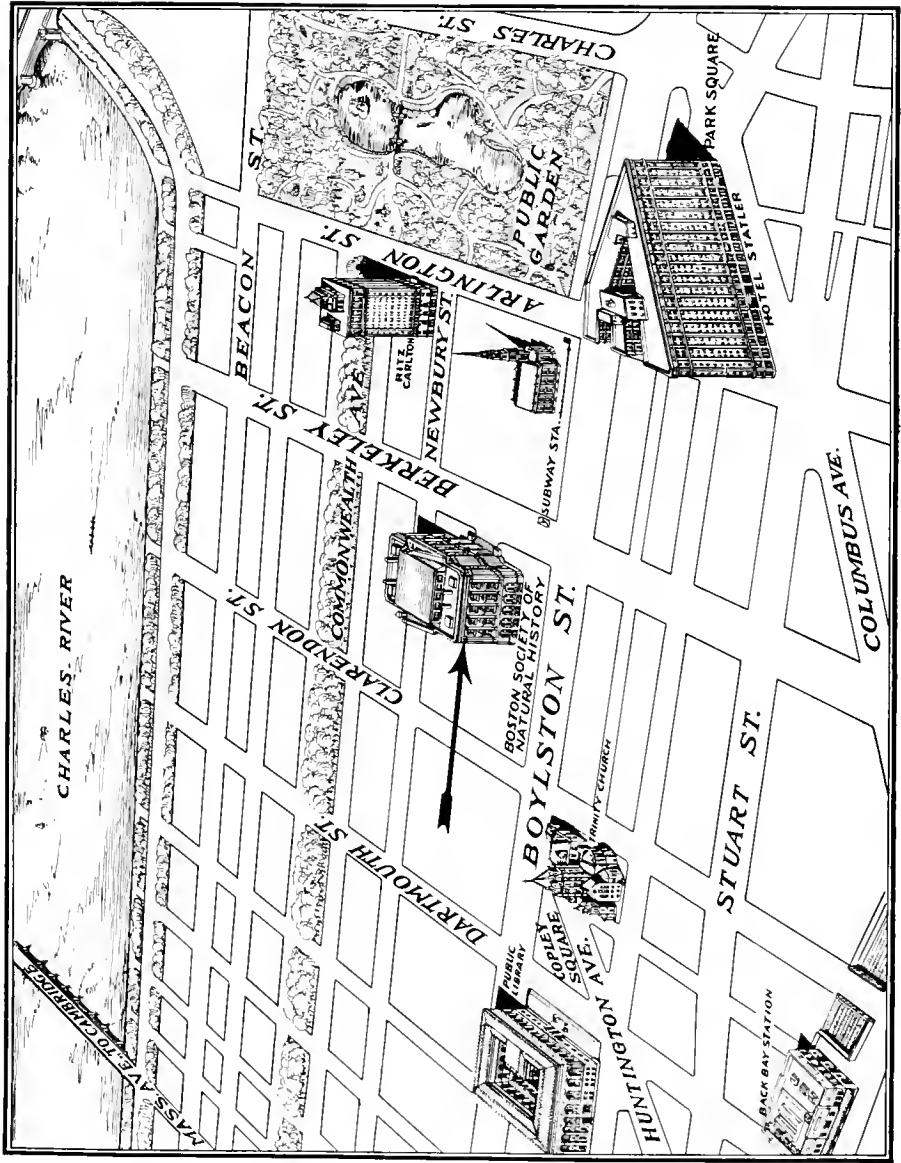 CHARLES ST.
PARK SQUARE
PUBLIC
GARDEN
HOTEL STATLER
ARLINGTON ST.
BEACON ST.
RITZ
CARLTON
NEWBURY ST.
SUBWAY STA.
BERKELEY ST.
COMMONWEALTH AVE
COLUMBUS AVE.
CHARLES RIVER
CLARENDON ST.
BOSTON SOCIETY OF
NATURAL HISTORY
BOYLSTON ST.
STUART ST.
TRINITY CHURCH
DARTMOUTH ST.
COPLEY
SQUARE
PUBLIC
LIBRARY
HUNTINGTON AVE.
BACK BAY STATION
MASS. AVE. TO CAMBRIDGE